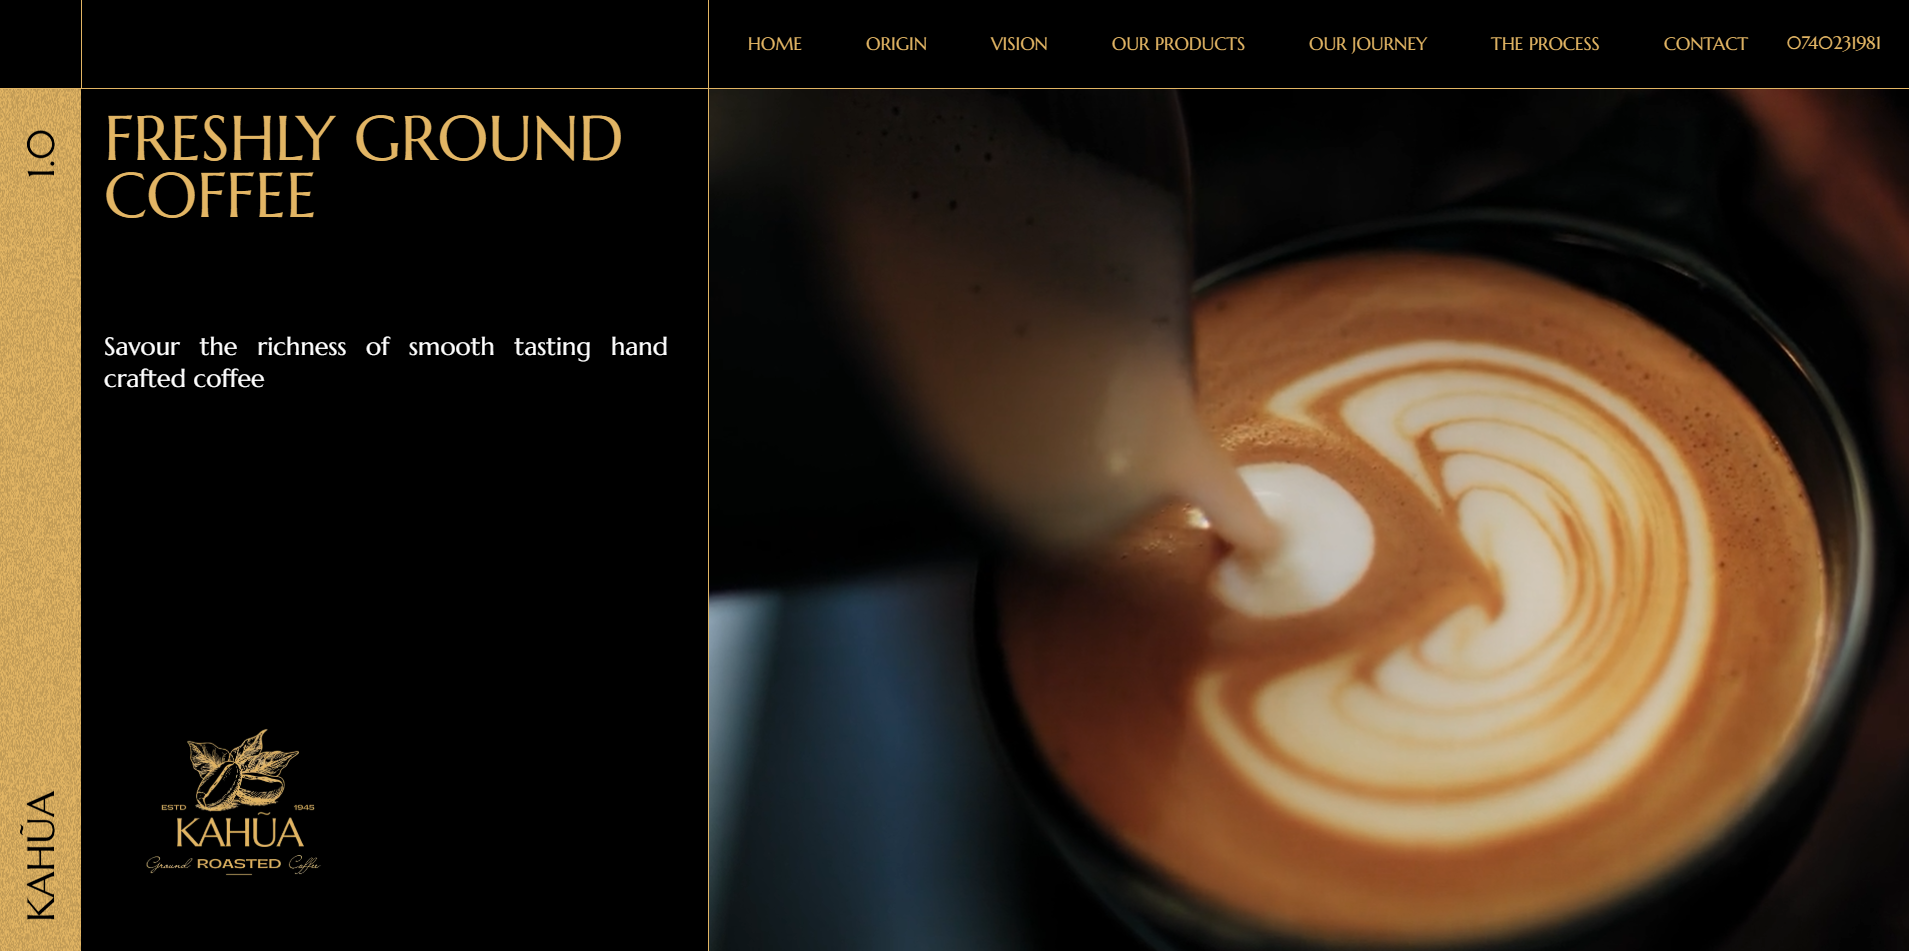 HOME ORIGIN VISION OUR PRODUCTS OUR JOURNEY THE PROCESS CONTACT 0740231981
1.0
FRESHLY GROUND
COFFEE
Savour the richness of smooth tasting hand
crafted coffee
ESTD 1945
KAHŨA
Ground ROASTED Coffee
KAHŨA